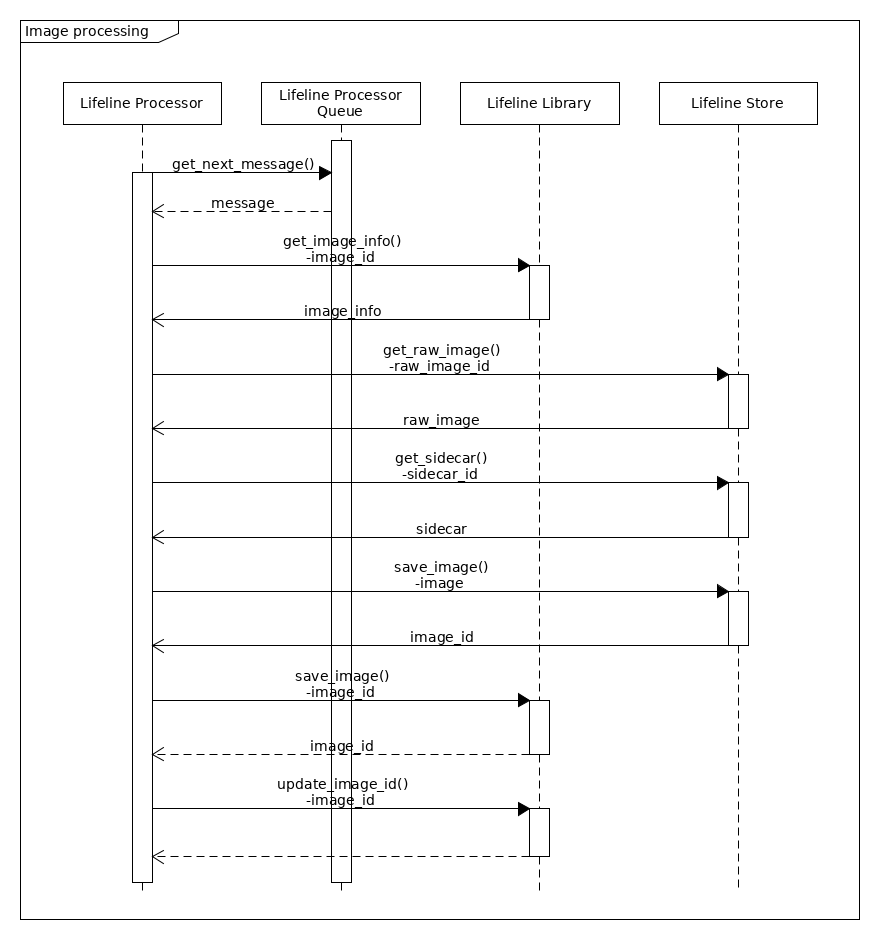 Image processing
Lifeline Processor
Lifeline Processor
Queue
Lifeline Library
Lifeline Store
get_next_message()
message
get_image_info()
-image_id
image_info
get_raw_image()
-raw_image_id
raw_image
get_sidecar()
-sidecar_id
sidecar
save_image()
-image
image_id
save_image()
-image_id
image_id
update_image_id()
-image_id